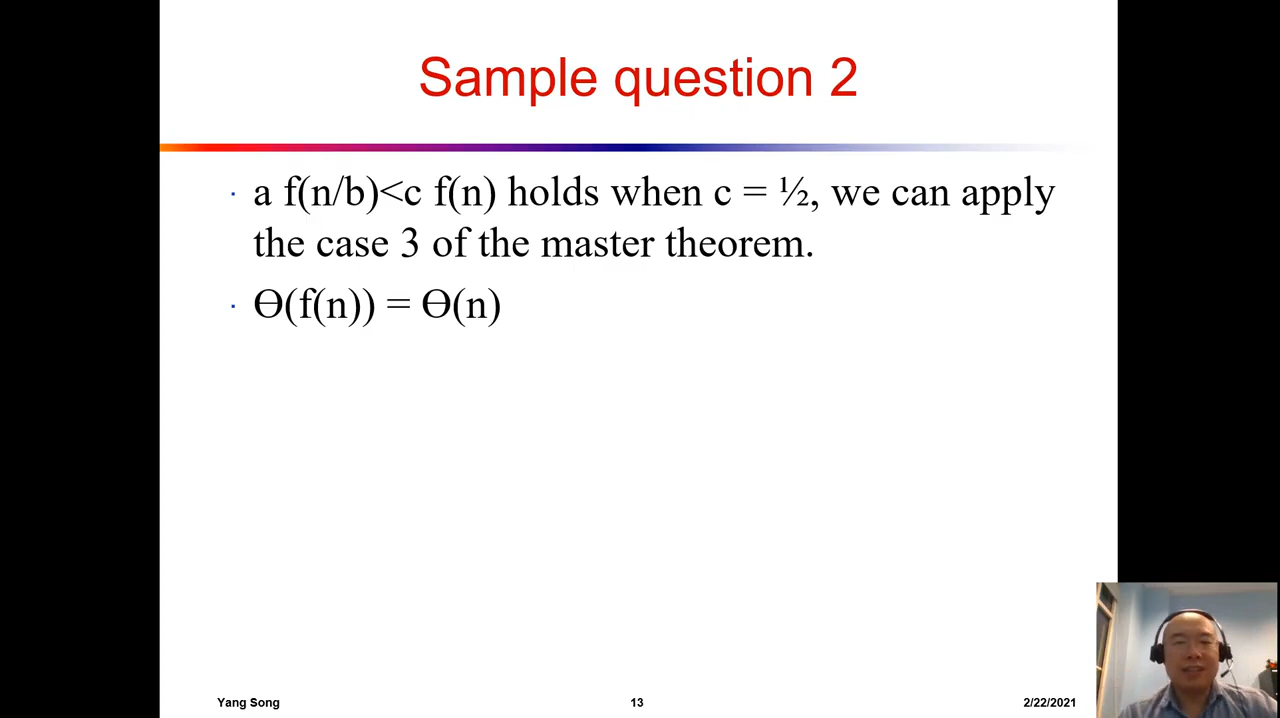 Sample question 2
· a f(n/b)<c f(n) holds when c = ½, we can apply
the case 3 of the master theorem.
· Ɵ(f(n)) = Ɵ(n)
Yang Song
13
2/22/2021